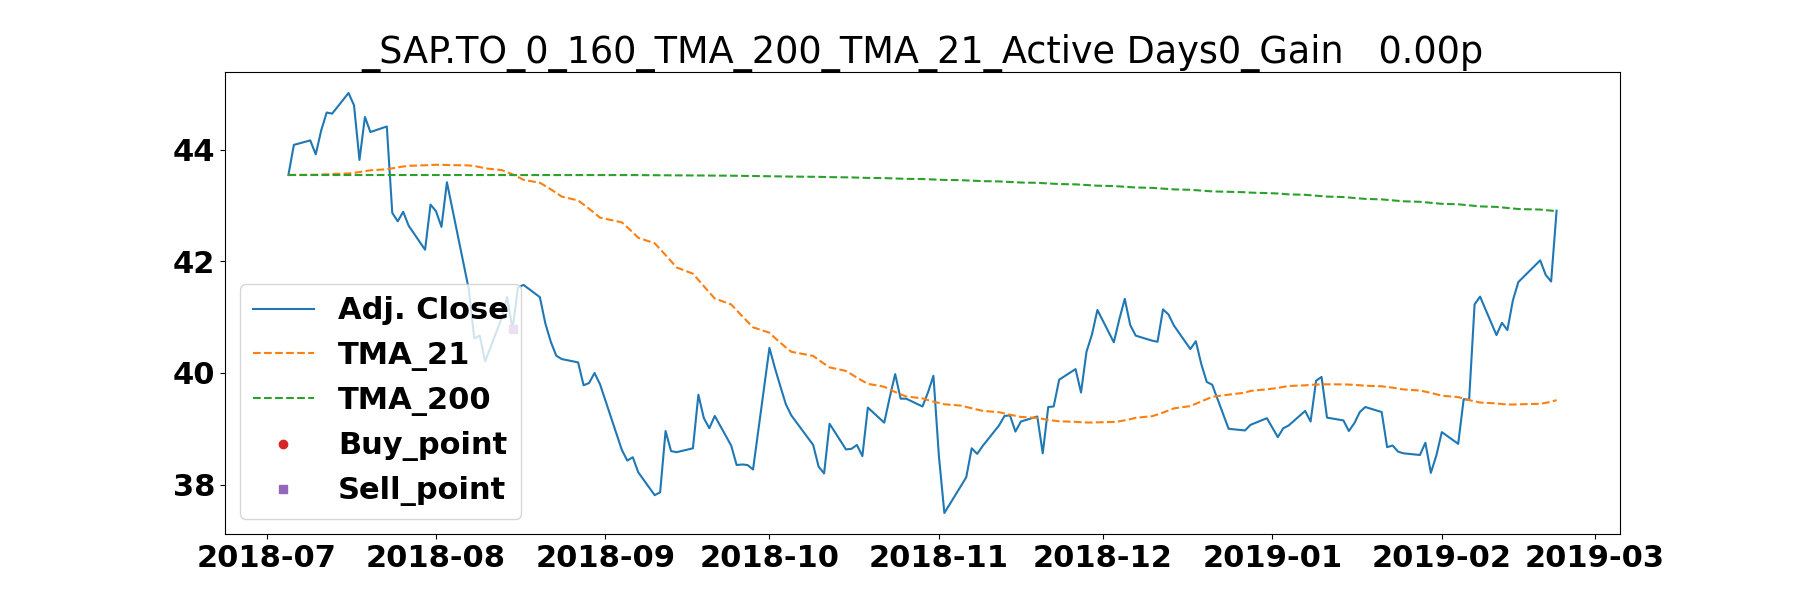 _SAP.TO_0_160_TMA_200_TMA_21_Active Days0_Gain   0.00p
44
42
40
38
Adj. Close
TMA_21
TMA_200
Buy_point
Sell_point
2018-07 2018-08 2018-09 2018-10 2018-11 2018-12 2019-01 2019-02 2019-03